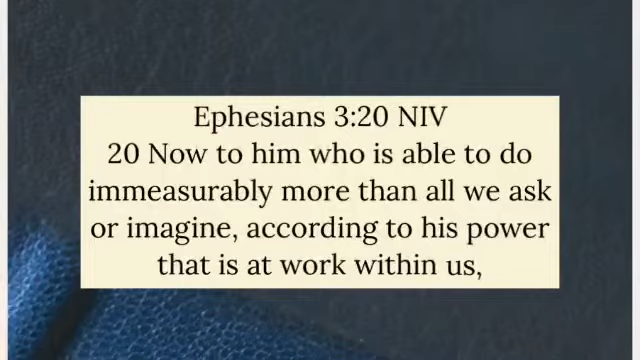 Ephesians 3:20 NIV
20 Now to him who is able to do
immeasurably more than all we ask
or imagine, according to his power
that is at work within us,